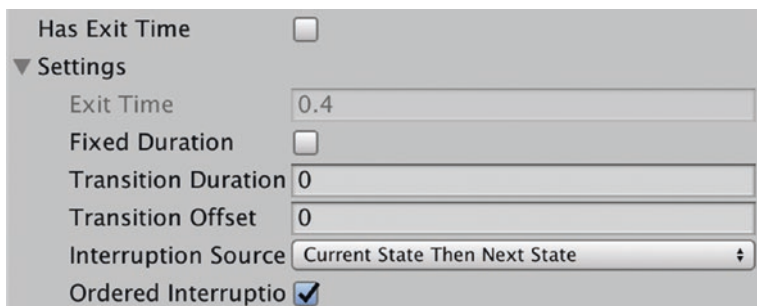 Has Exit Time
Settings
Exit Time 0.4
Fixed Duration
Transition Duration 0
Transition Offset 0
Interruption Source Current State Then Next State
Ordered Interruptio